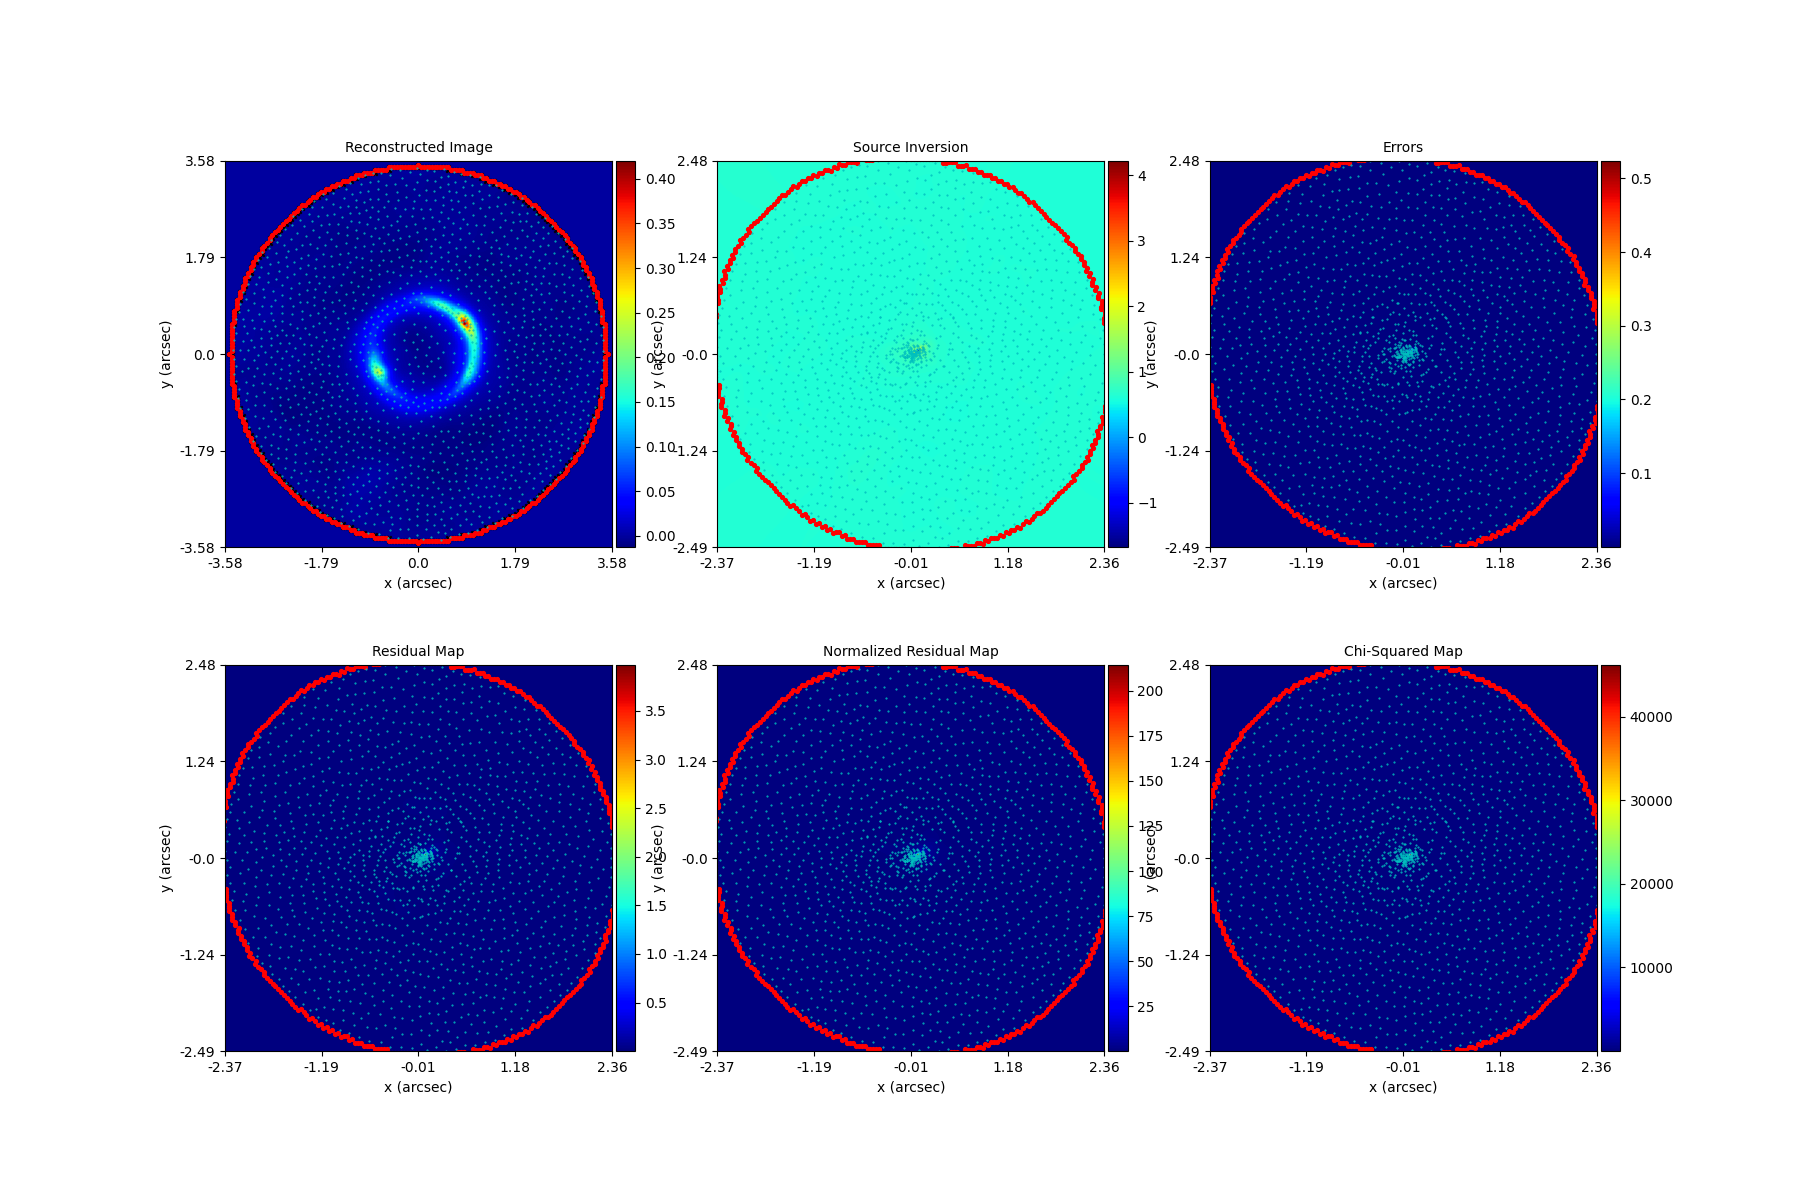 Reconstructed Image
3.58
1.79
0.0
-1.79
-3.58
y (arcsec)
-3.58 -1.79 0.0 1.79 3.58
x (arcsec)
0.40
0.35
0.30
0.25
0.20
0.15
0.10
0.05
0.00
Source Inversion
2.48
1.24
-0.0
-1.24
-2.49
y (arcsec)
-2.37 -1.19 -0.01 1.18 2.36
x (arcsec)
4
3
2
1
0
−1
Errors
2.48
1.24
-0.0
-1.24
-2.49
y (arcsec)
-2.37 -1.19 -0.01 1.18 2.36
x (arcsec)
0.5
0.4
0.3
0.2
0.1
Residual Map
2.48
1.24
-0.0
-1.24
-2.49
y (arcsec)
-2.37 -1.19 -0.01 1.18 2.36
x (arcsec)
3.5
3.0
2.5
2.0
1.5
1.0
0.5
Normalized Residual Map
2.48
1.24
-0.0
-1.24
-2.49
y (arcsec)
-2.37 -1.19 -0.01 1.18 2.36
x (arcsec)
200
175
150
125
100
75
50
25
Chi-Squared Map
2.48
1.24
-0.0
-1.24
-2.49
y (arcsec)
-2.37 -1.19 -0.01 1.18 2.36
x (arcsec)
40000
30000
20000
10000